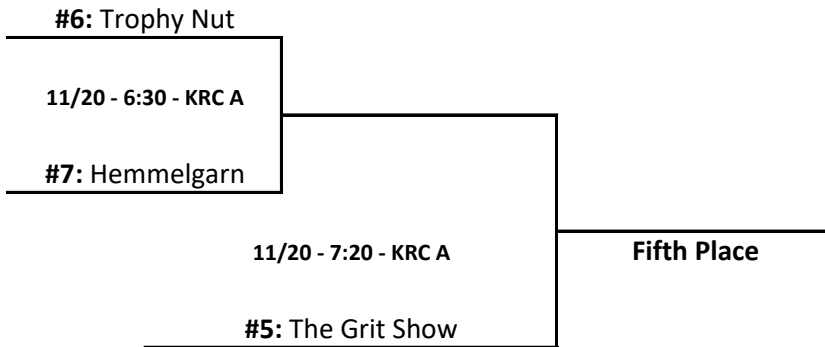 #6: Trophy Nut
11/20 - 6:30 - KRC A
#7: Hemmelgarn
11/20 - 7:20 - KRC A
Fifth Place
#5: The Grit Show